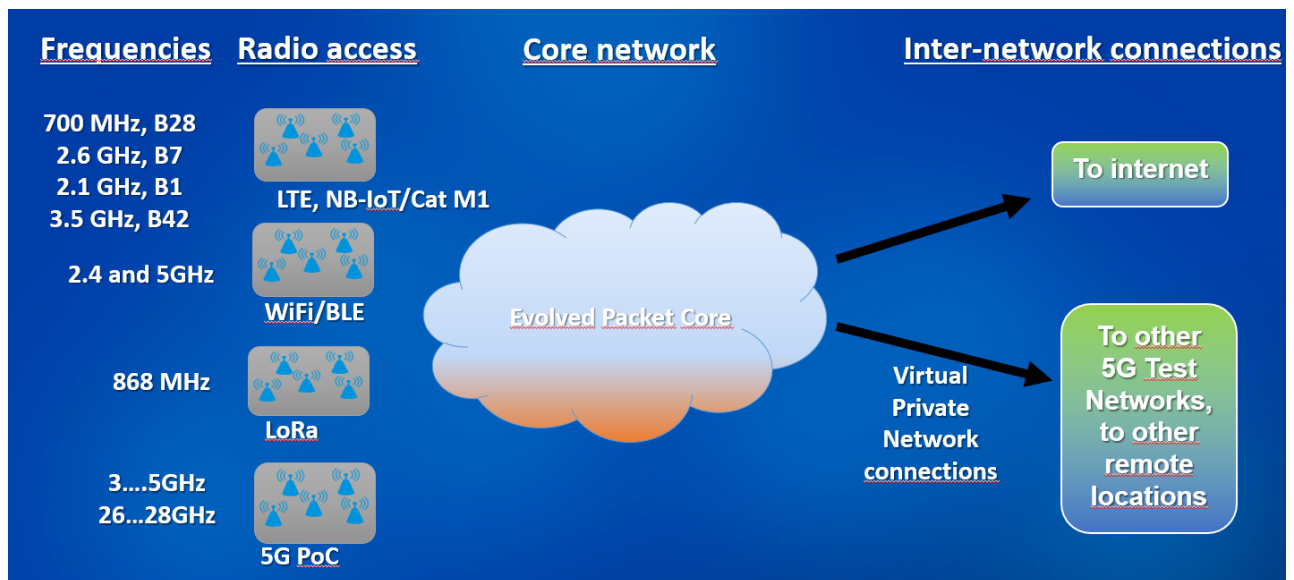 Frequencies
Radio access
Core network
Inter-network connections
700 MHz, B28
2.6 GHz, B7
2.1 GHz, B1
3.5 GHz, B42
LTE, NB-IoT/Cat M1
2.4 and 5GHz
WiFi/BLE
868 MHz
LoRa
3....5GHz
26...28GHz
5G PoC
Evolved Packet Core
Virtual
Private
Network
connections
To internet
To other
5G Test
Networks,
to other
remote
locations